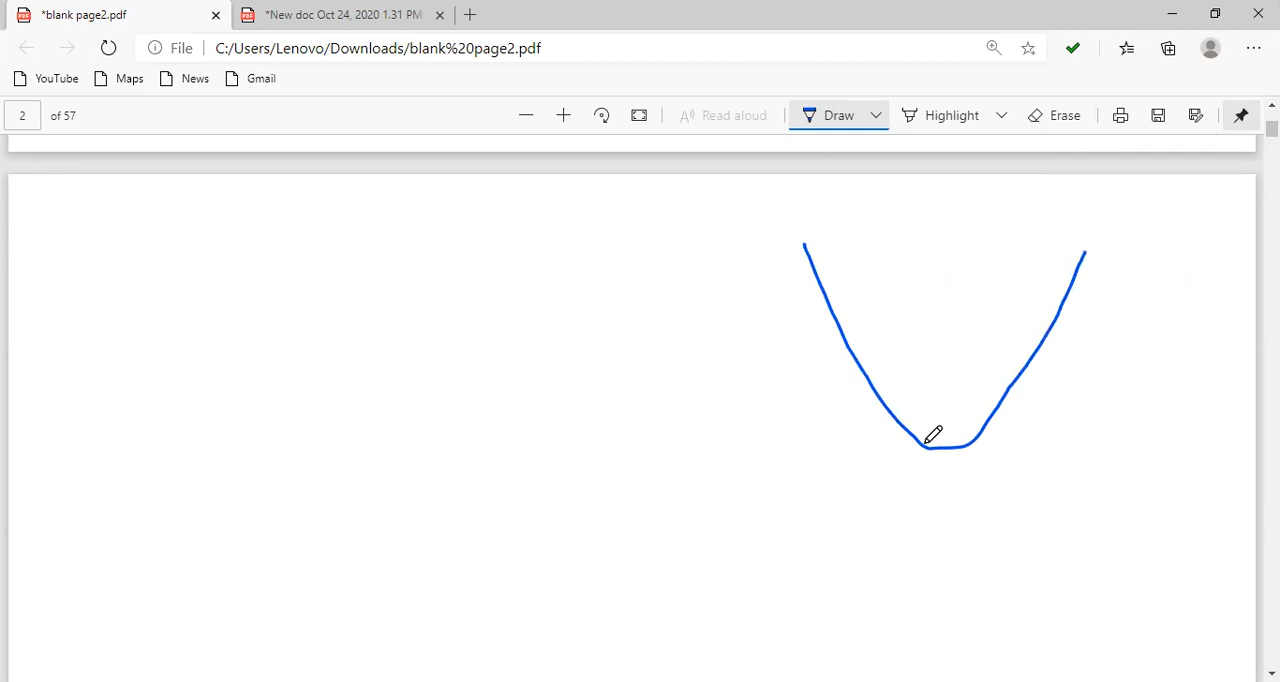 *blank page2.pdf
*New doc Oct 24, 2020 1.31 PM
File C:/Users/Lenovo/Downloads/blank%20page2.pdf
YouTube Maps News Gmail
2 of 57 Read aloud Draw Highlight Erase